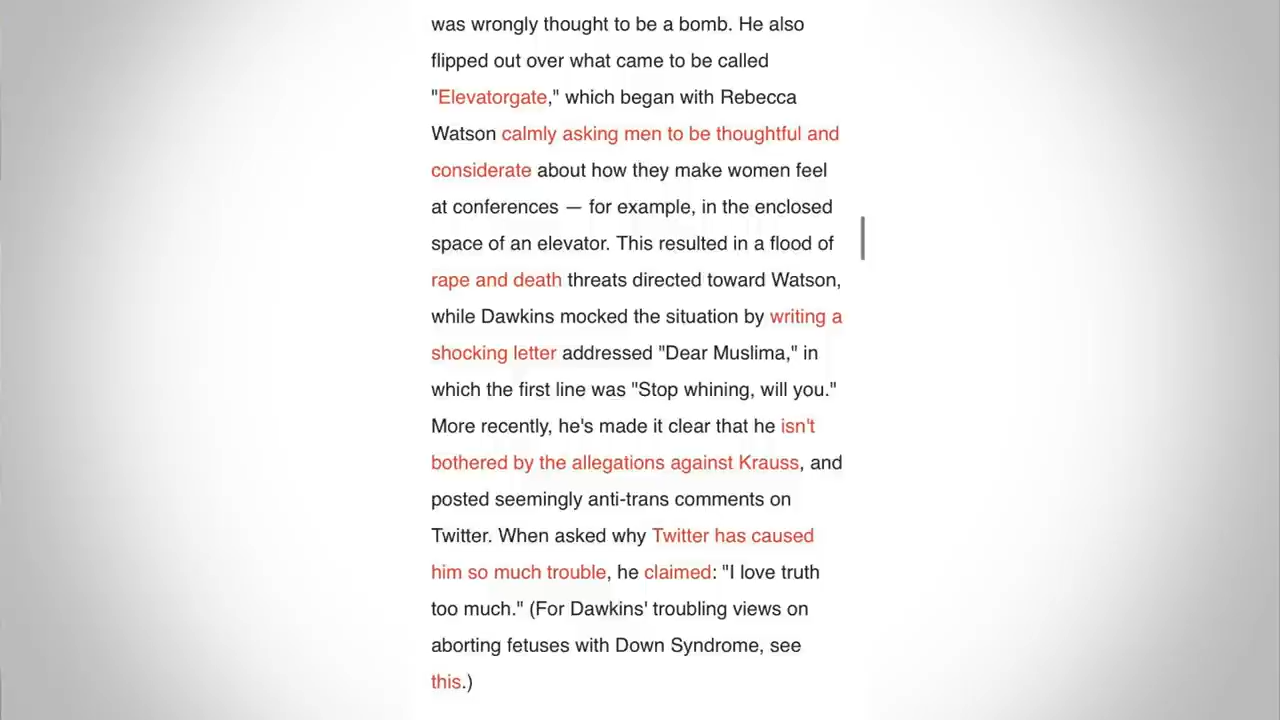 was wrongly thought to be a bomb. He also
flipped out over what came to be called
"Elevatorgate," which began with Rebecca
Watson calmly asking men to be thoughtful and
considerate about how they make women feel
at conferences — for example, in the enclosed
space of an elevator. This resulted in a flood of
rape and death threats directed toward Watson,
while Dawkins mocked the situation by writing a
shocking letter addressed "Dear Muslima," in
which the first line was "Stop whining, will you."
More recently, he's made it clear that he isn't
bothered by the allegations against Krauss, and
posted seemingly anti-trans comments on
Twitter. When asked why Twitter has caused
him so much trouble, he claimed: "I love truth
too much." (For Dawkins' troubling views on
aborting fetuses with Down Syndrome, see
this.)